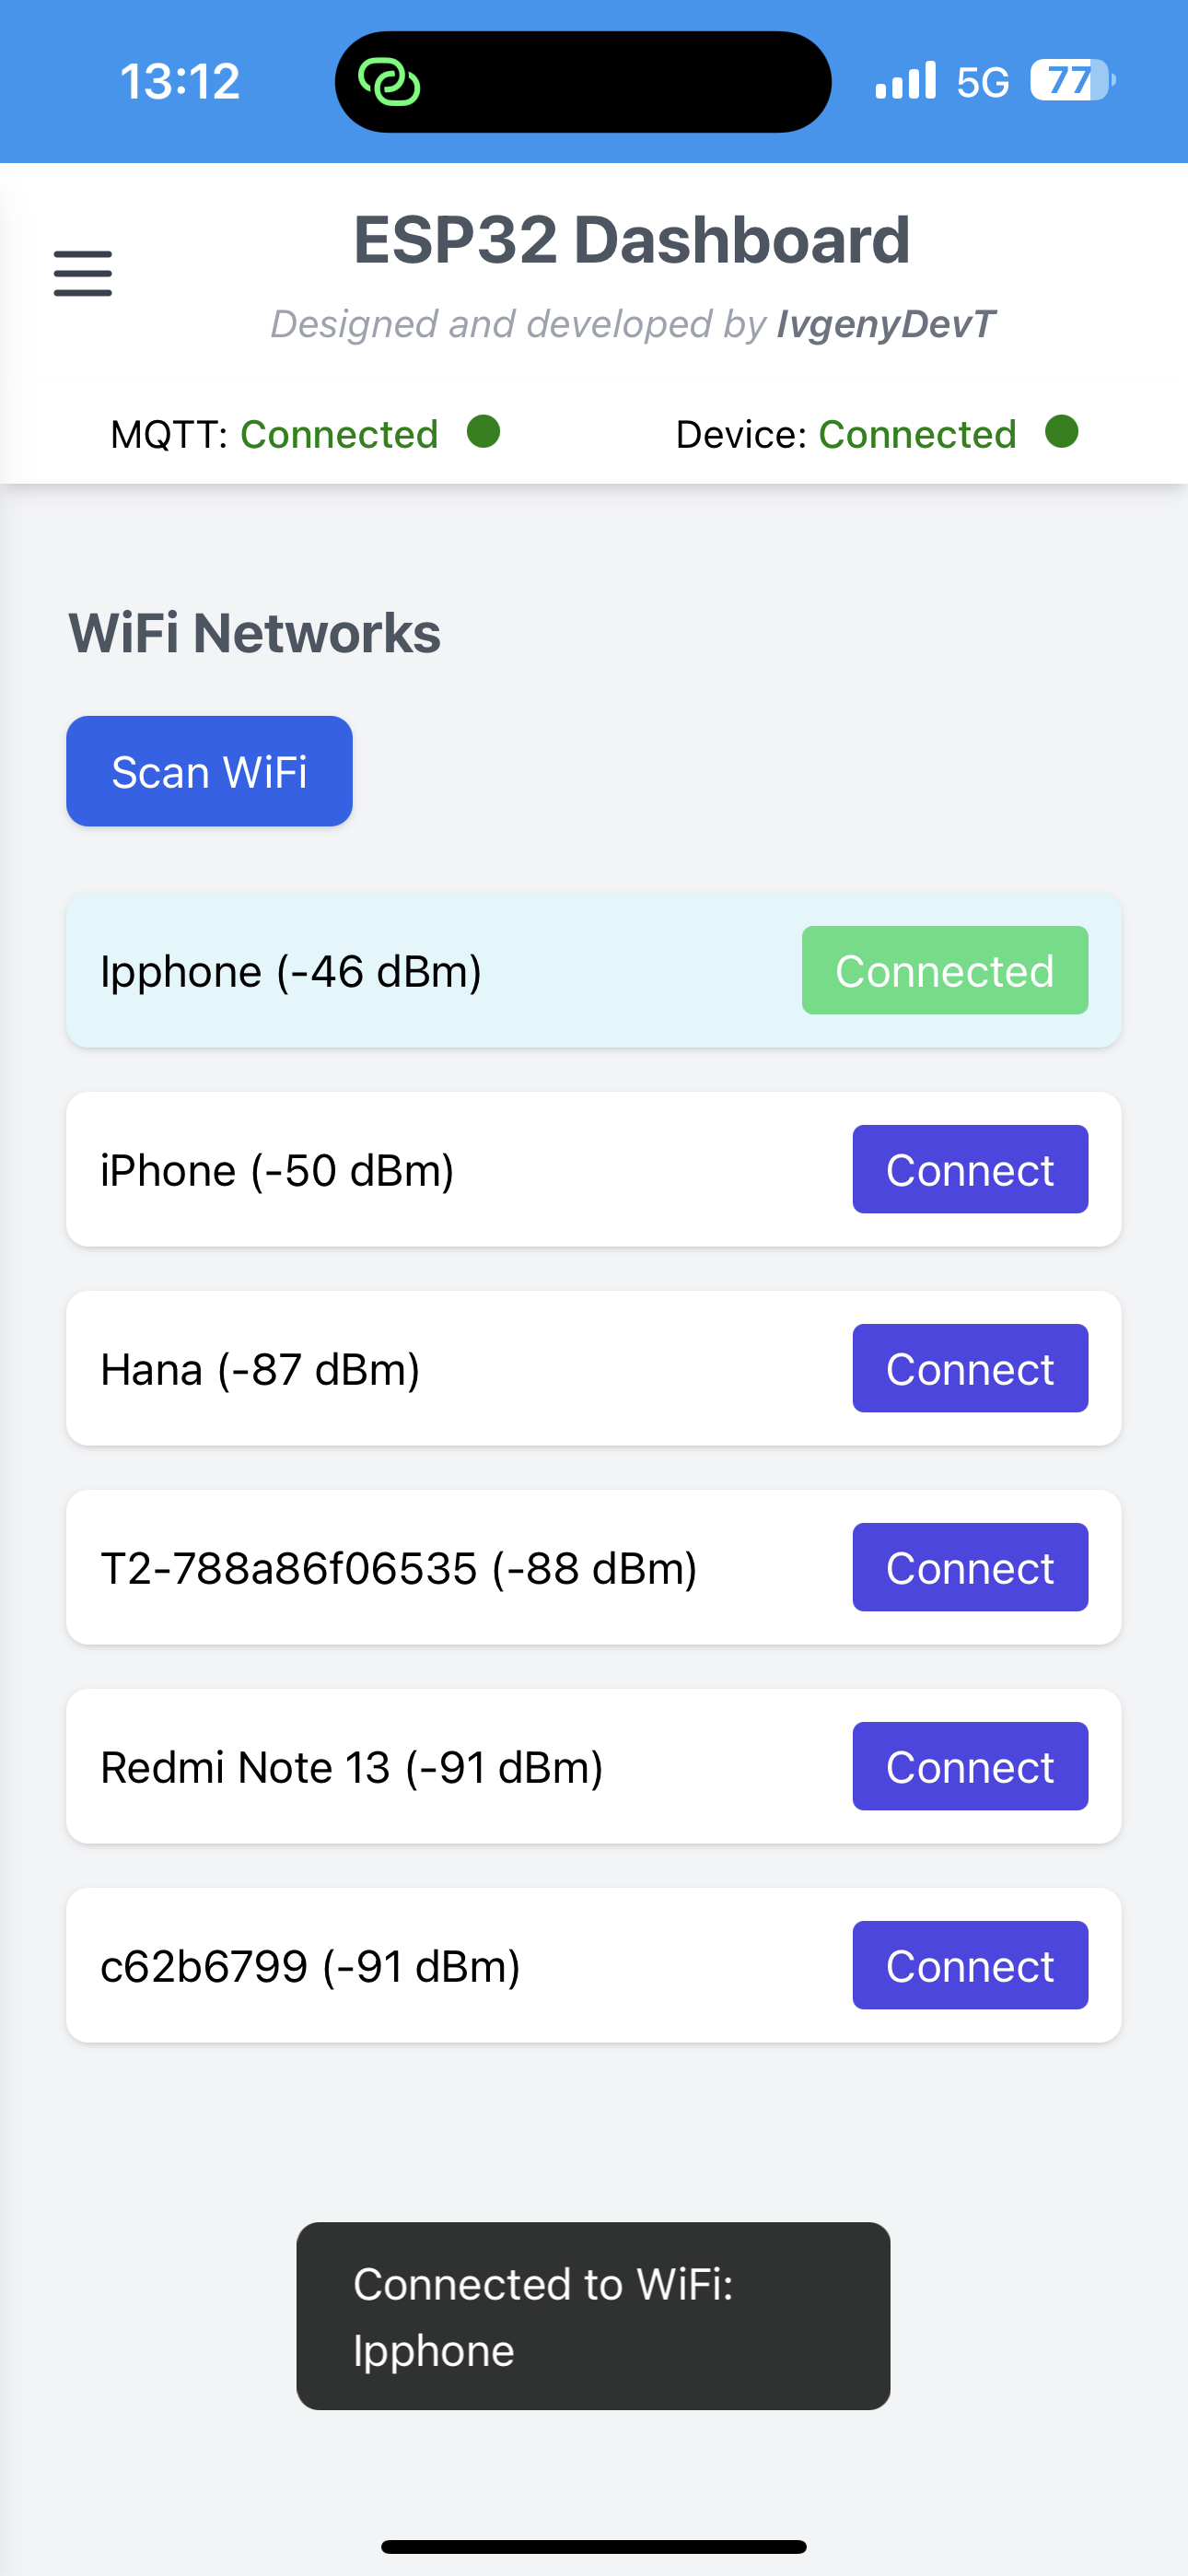 13:12
5G
77
ESP32 Dashboard
Designed and developed by IvgenyDevT
MQTT: Connected
Device: Connected
WiFi Networks
Scan WiFi
Ipphone (-46 dBm)
Connected
iPhone (-50 dBm)
Connect
Hana (-87 dBm)
Connect
T2-788a86f06535 (-88 dBm)
Connect
Redmi Note 13 (-91 dBm)
Connect
c62b6799 (-91 dBm)
Connect
Connected to WiFi:
Ipphone